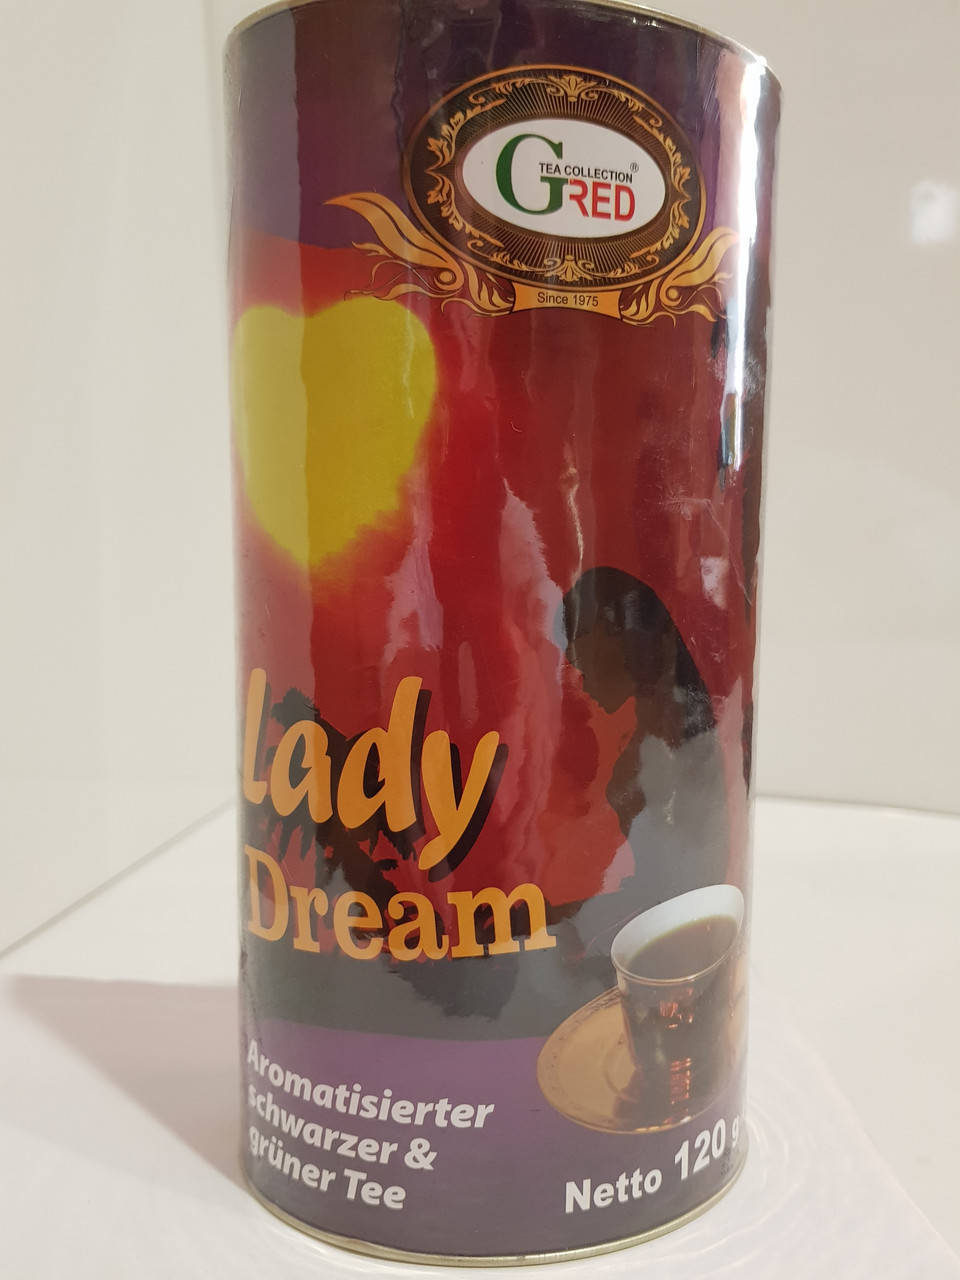 TEA COLLECTION®
GRED
Since 1975
Lady
Dream
Aromatisierter
schwarzer &
grüner Tee
Netto 120 g